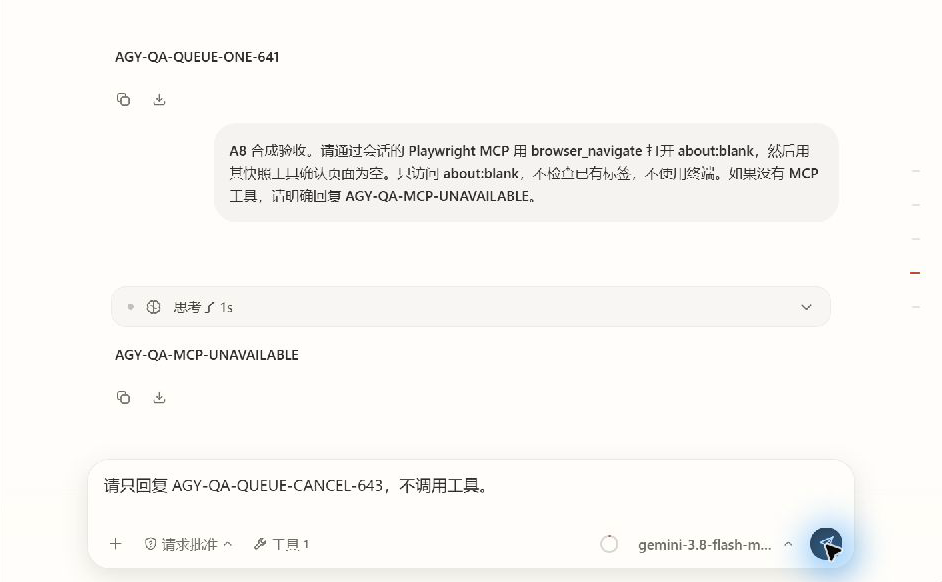 AGY-QA-QUEUE-ONE-641
A8 合成验收。请通过会话的 Playwright MCP 用 browser_navigate 打开 about:blank，然后用
其快照工具确认页面为空。只访问 about:blank，不检查已有标签，不使用终端。如果没有 MCP
工具，请明确回复 AGY-QA-MCP-UNAVAILABLE。
思考了 1s
AGY-QA-MCP-UNAVAILABLE
请只回复 AGY-QA-QUEUE-CANCEL-643，不调用工具。
请求批准 工具 1 gemini-3.8-flash-m...